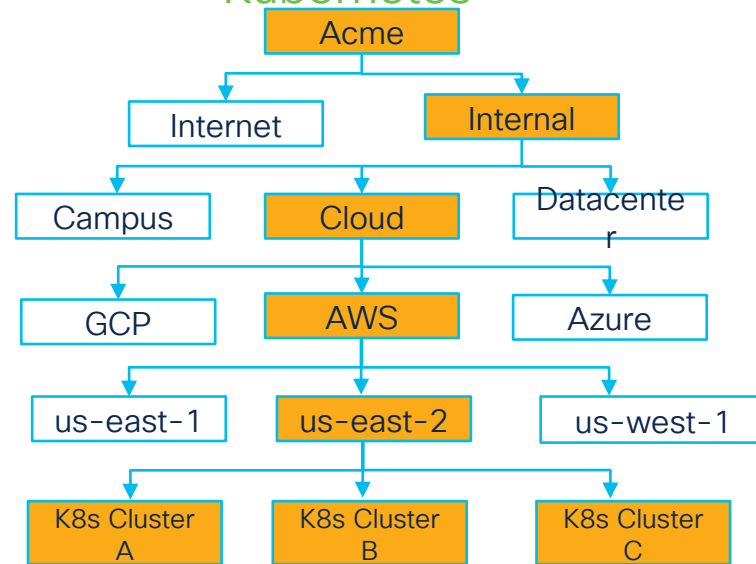 Kubernetes
Acme
Internet
Internal
Campus
Cloud
Datacente
r
GCP
AWS
Azure
us-east-1
us-east-2
us-west-1
K8s Cluster
A
K8s Cluster
B
K8s Cluster
C